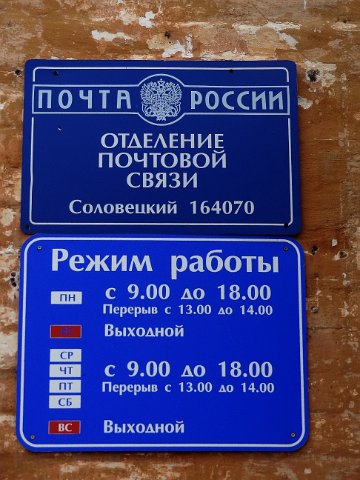 ПОЧТА РОССИИ
ОТДЕЛЕНИЕ
ПОЧТОВОЙ
СВЯЗИ
Соловецкий 164070
Режим работы
ПН с 9.00 до 18.00
Перерыв с 13.00 до 14.00
Выходной
СР
ЧТ с 9.00 до 18.00
ПТ Перерыв с 13.00 до 14.00
СБ
ВС Выходной